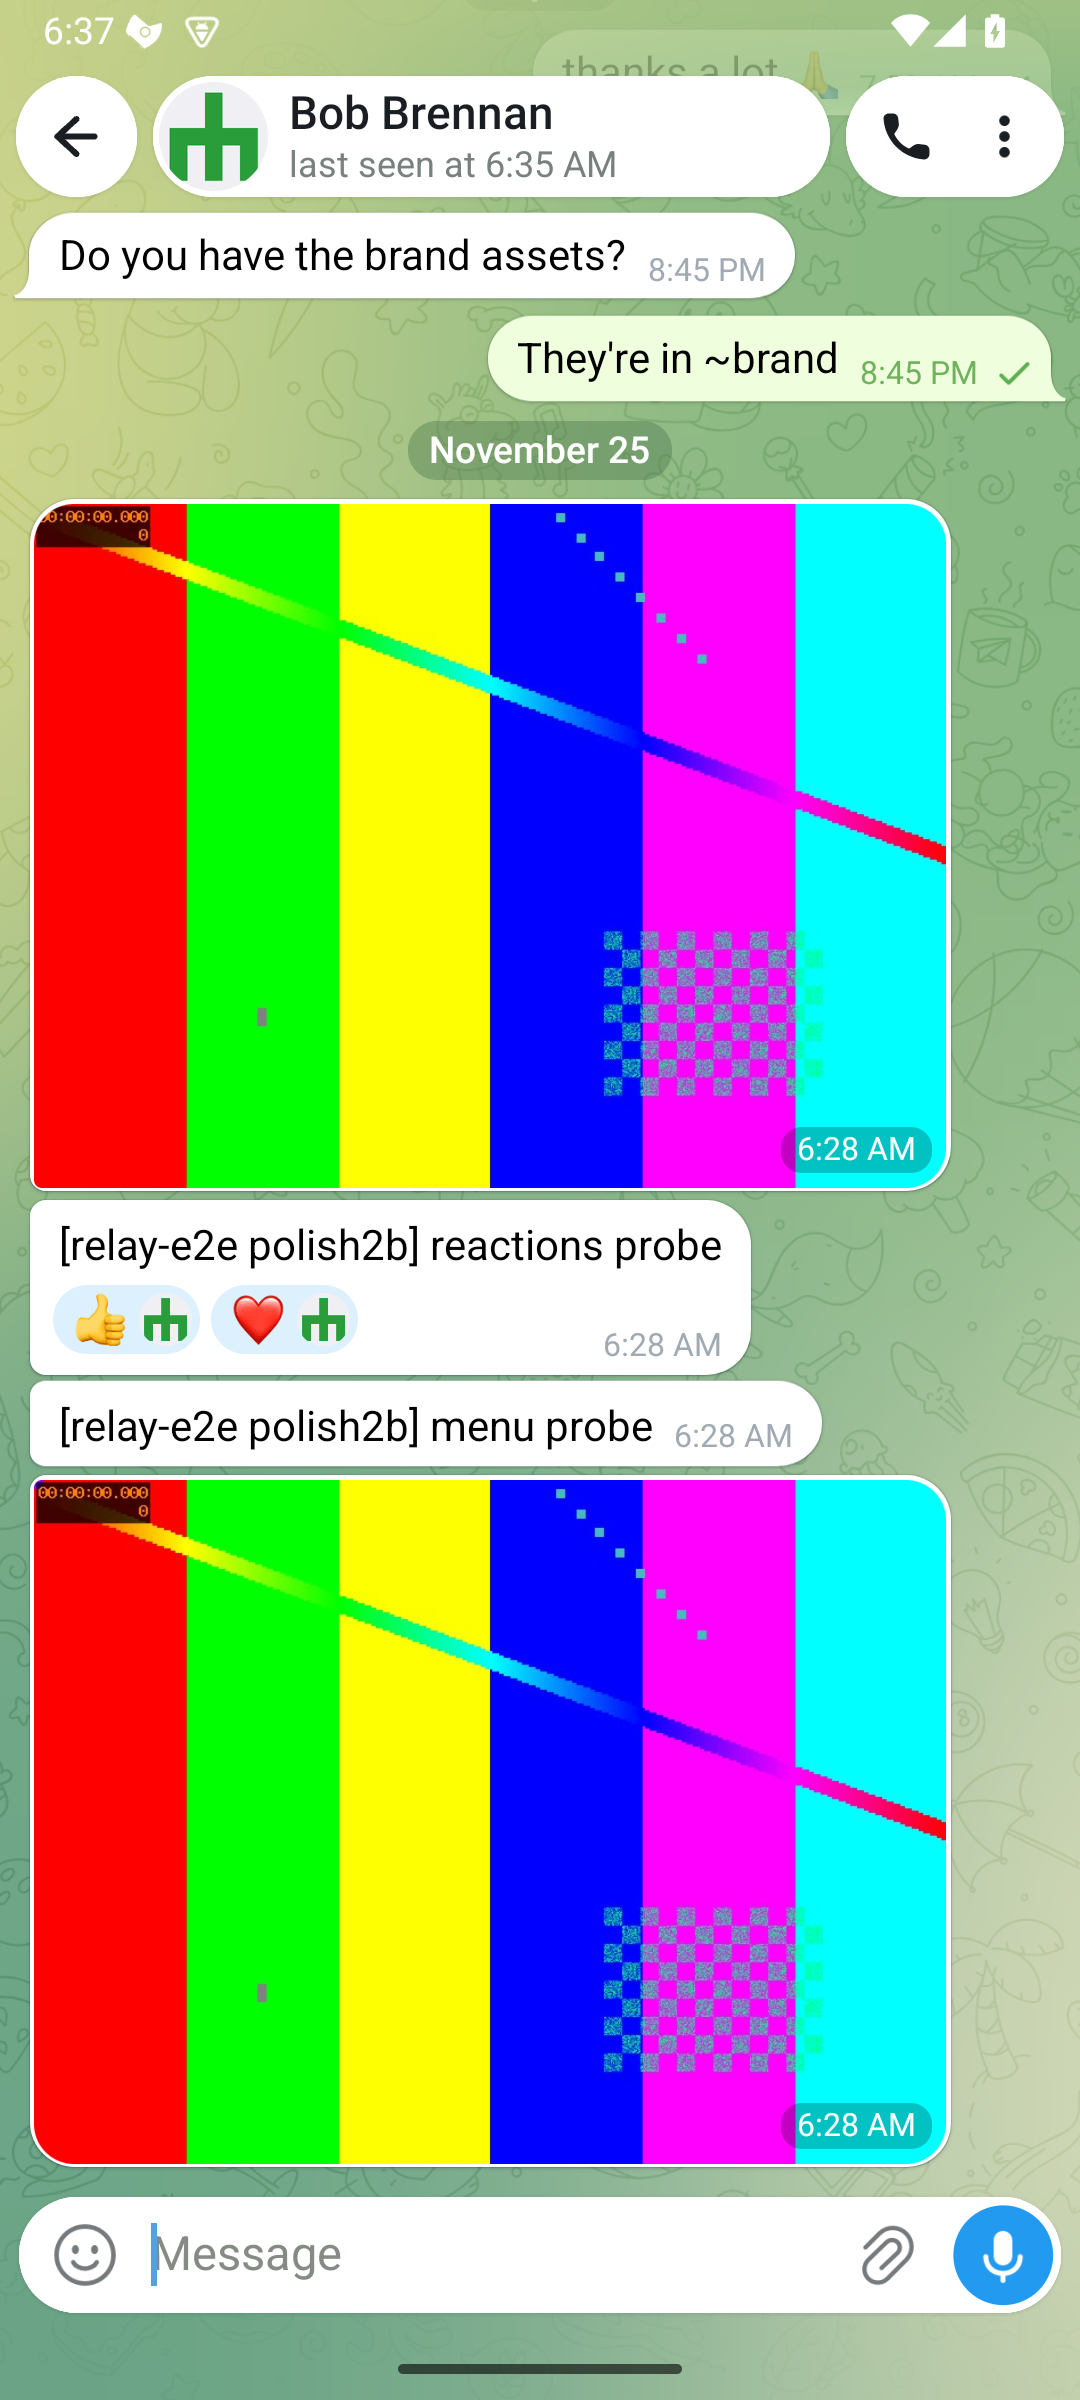 6:37
thanks a lot 🙏
Bob Brennan
last seen at 6:35 AM
Do you have the brand assets? 8:45 PM
They're in ~brand 8:45 PM
November 25
00:00:00.000
0
6:28 AM
[relay-e2e polish2b] reactions probe
👍 ❤️ 6:28 AM
[relay-e2e polish2b] menu probe 6:28 AM
00:00:00.000
0
6:28 AM
Message